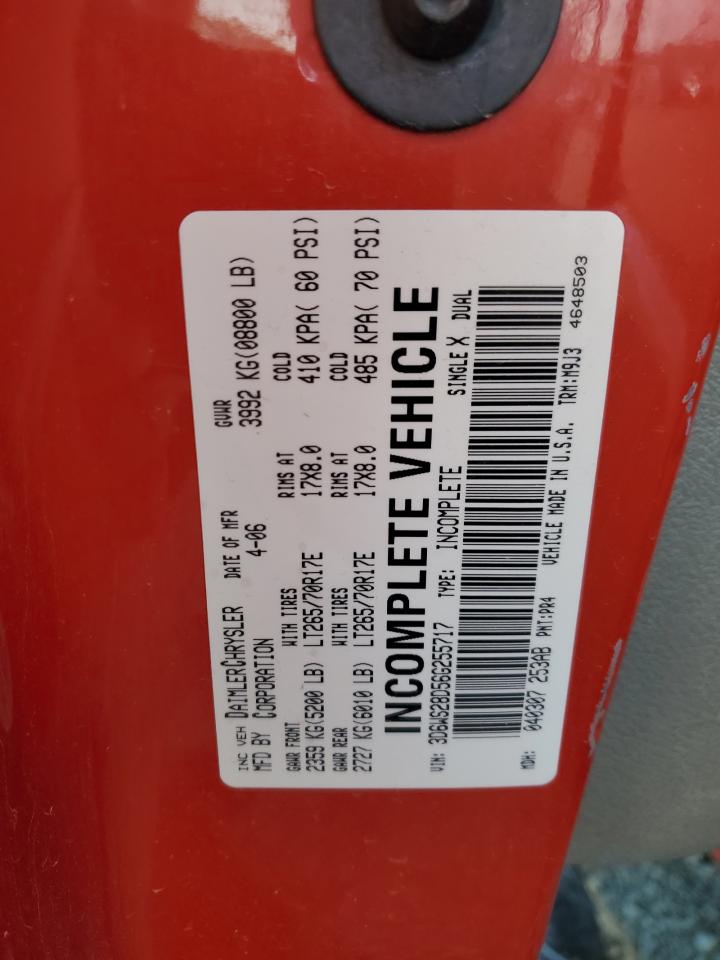 INC VEH DAIMLERCHRYSLER DATE OF MFR GVWR
MFD BY CORPORATION 4-06 3992 KG(08800 LB)
GAWR FRONT WITH TIRES RIMS AT COLD
2359 KG(5200 LB) LT265/70R17E 17X8.0 410 KPA( 60 PSI)
GAWR REAR WITH TIRES RIMS AT COLD
2727 KG(6010 LB) LT265/70R17E 17X8.0 485 KPA( 70 PSI)
INCOMPLETE VEHICLE
VIN: 3D6WS28D56G255717 TYPE: INCOMPLETE SINGLE X DUAL
MDH: 040307 253AB PNT:PR4 VEHICLE MADE IN U.S.A. TRM:M9J3 4648503